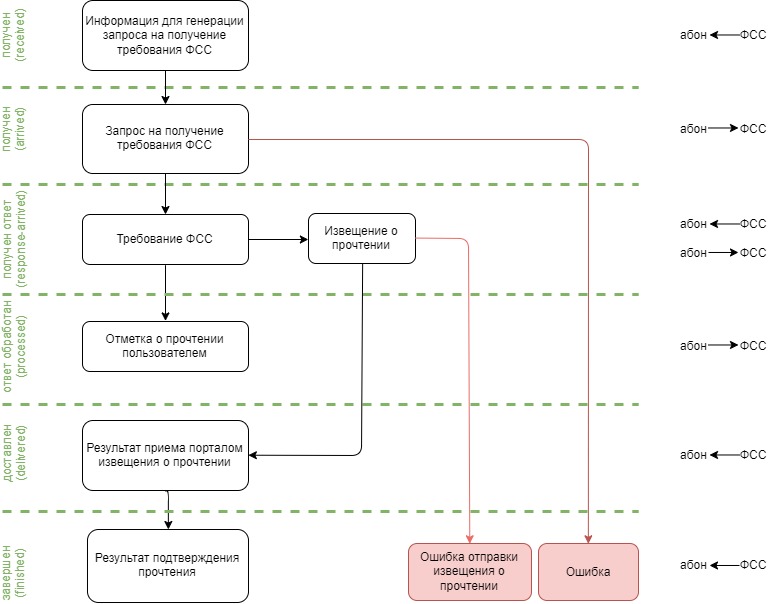 получен
(received)
Информация для генерации
запроса на получение
требования ФСС
абон
ФСС
получен
(arrived)
Запрос на получение
требования ФСС
абон
ФСС
получен ответ
(response-arrived)
Требование ФСС
Извещение о
прочтении
абон
ФСС
абон
ФСС
ответ обработан
(processed)
Отметка о прочтении
пользователем
абон
ФСС
доставлен
(delivered)
Результат приема порталом
извещения о прочтении
абон
ФСС
завершен
(finished)
Результат подтверждения
прочтения
Ошибка отправки
извещения о
прочтении
Ошибка
абон
ФСС